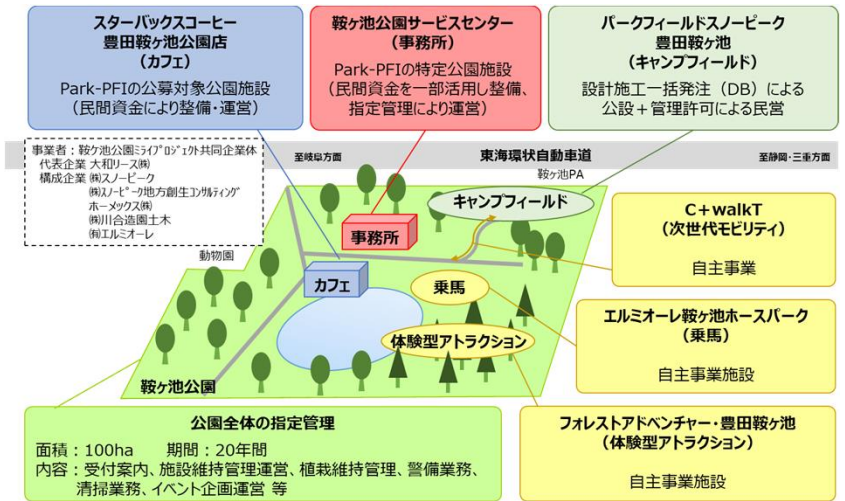 スターバックスコーヒー
豊田鞍ヶ池公園店
(カフェ)
Park-PFIの公募対象公園施設
(民間資金により整備・運営)
鞍ヶ池公園サービスセンター
(事務所)
Park-PFIの特定公園施設
(民間資金を一部活用し整備、
指定管理により運営)
パークフィールドスノーピーク
豊田鞍ヶ池
(キャンプフィールド)
設計施工一括発注(DB)による
公設+管理許可による民営
事業者:鞍ケ池公園ミライプロジェクト共同企業体
代表企業 大和リース㈱
構成企業 ㈱スノーピーク
㈱スノーピーク地方創生コンサルティング
ホーメックス㈱
㈱川合造園土木
㈲エルミオーレ
至岐阜方面
東海環状自動車道
至静岡・三重方面
鞍ヶ池PA
キャンプフィールド
事務所
動物園
カフェ
乗馬
体験型アトラクション
鞍ヶ池公園
C+walkT
(次世代モビリティ)
自主事業
エルミオーレ鞍ヶ池ホースパーク
(乗馬)
自主事業施設
フォレストアドベンチャー・豊田鞍ヶ池
(体験型アトラクション)
自主事業施設
公園全体の指定管理
面積:100ha 期間:20年間
内容:受付案内、施設維持管理運営、植栽維持管理、警備業務、
清掃業務、イベント企画運営 等